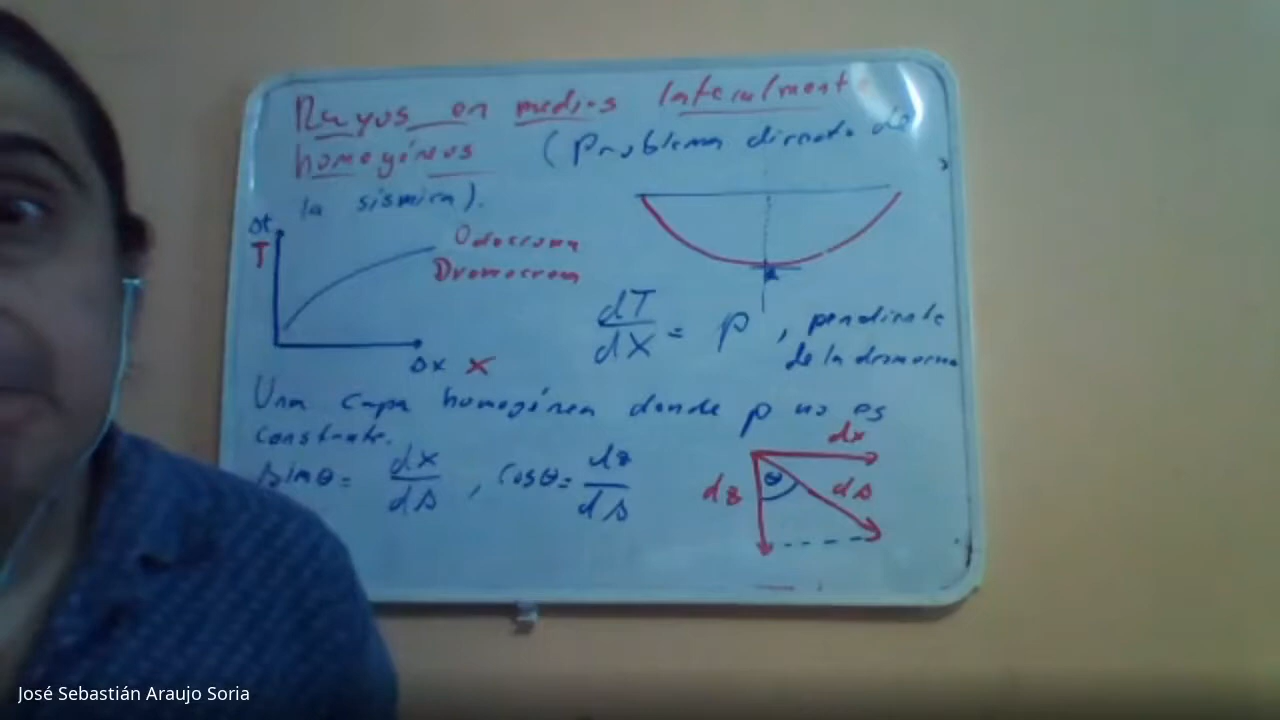 Rayos en medios lateralmente
homogéneos (Problema directo de
la sísmica).
Δt
T
Odocrona
Dromocrona
Δx X
dT/dX = p, pendiente
de la dromocrona
Una capa homogénea donde p no es
constante.
sinθ = dx/ds, cosθ = dz/ds
dx
dz θ ds
José Sebastián Araujo Soria